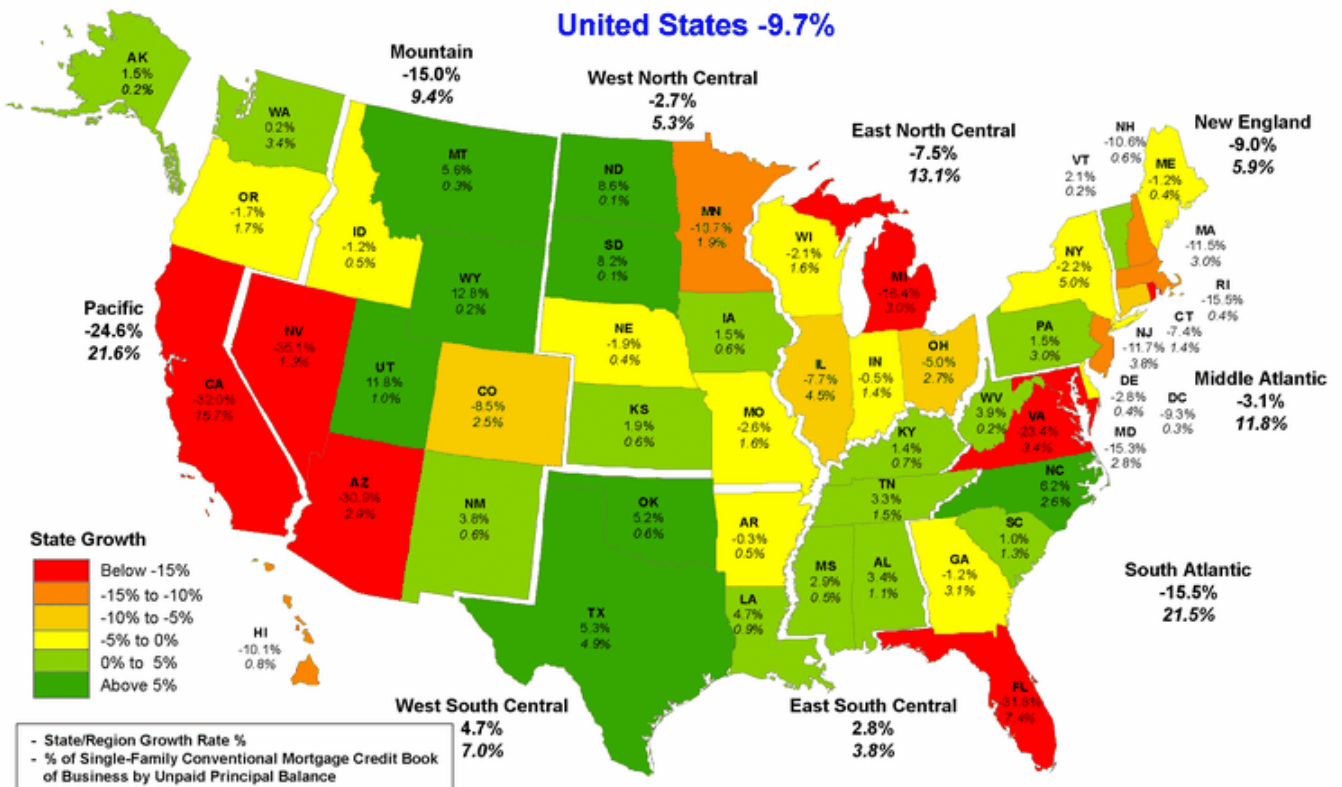 United States -9.7%
Mountain
-15.0%
9.4%
West North Central
-2.7%
5.3%
East North Central
-7.5%
13.1%
New England
-9.0%
5.9%
Pacific
-24.6%
21.6%
Middle Atlantic
-3.1%
11.8%
South Atlantic
-15.5%
21.5%
West South Central
4.7%
7.0%
East South Central
2.8%
3.8%
AK
1.5%
0.2%
WA
0.2%
3.4%
OR
-1.7%
1.7%
ID
-1.2%
0.5%
MT
5.6%
0.3%
WY
12.8%
0.2%
ND
8.6%
0.1%
SD
8.2%
0.1%
MN
-13.7%
1.9%
WI
-2.1%
1.6%
MI
-16.4%
3.0%
NH
-10.6%
0.6%
VT
2.1%
0.2%
ME
-1.2%
0.4%
MA
-11.5%
3.0%
NY
-2.2%
5.0%
RI
-15.5%
0.4%
CT
-7.4%
1.4%
NJ
-11.7%
3.8%
PA
1.5%
3.0%
DE
-2.8%
0.4%
DC
-9.3%
0.3%
MD
-15.3%
2.8%
CA
15.7%
NV
1.3%
UT
11.8%
1.0%
CO
-8.5%
2.5%
NE
-1.9%
0.4%
IA
1.5%
0.6%
KS
1.9%
0.6%
MO
-2.6%
1.6%
IL
-7.7%
4.5%
IN
-0.5%
1.4%
OH
-5.0%
2.7%
WV
3.9%
0.2%
VA
-23.4%
3.4%
KY
1.4%
0.7%
TN
3.3%
1.5%
NC
6.2%
2.6%
SC
1.0%
1.3%
AZ
2.9%
NM
3.8%
0.6%
OK
5.2%
0.6%
TX
5.3%
4.9%
AR
-0.3%
0.5%
LA
4.7%
0.9%
MS
2.9%
0.5%
AL
3.4%
1.1%
GA
-1.2%
3.1%
FL
7.4%
HI
-10.1%
0.8%
State Growth
Below -15%
-15% to -10%
-10% to -5%
-5% to 0%
0% to 5%
Above 5%
- State/Region Growth Rate %
- % of Single-Family Conventional Mortgage Credit Book
of Business by Unpaid Principal Balance